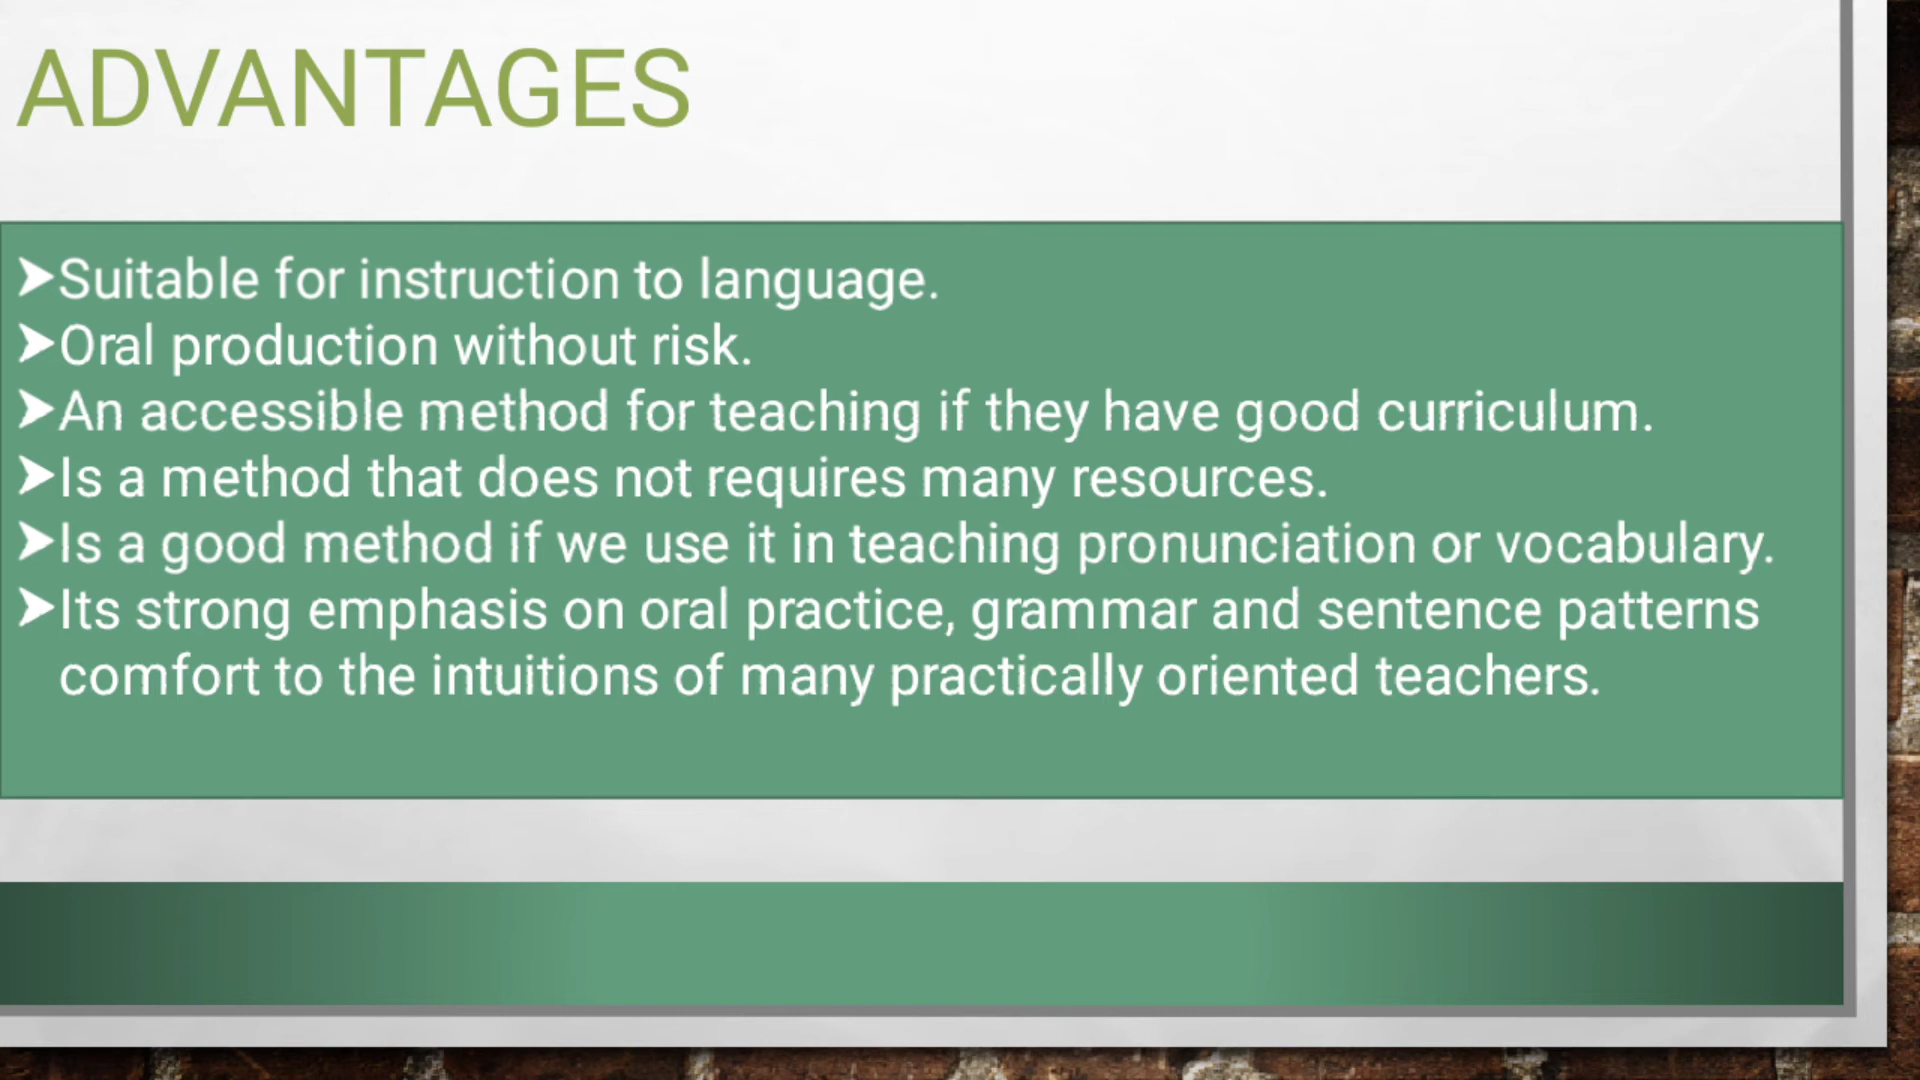 ADVANTAGES
➤Suitable for instruction to language.
➤Oral production without risk.
➤An accessible method for teaching if they have good curriculum.
➤Is a method that does not requires many resources.
➤Is a good method if we use it in teaching pronunciation or vocabulary.
➤Its strong emphasis on oral practice, grammar and sentence patterns
comfort to the intuitions of many practically oriented teachers.